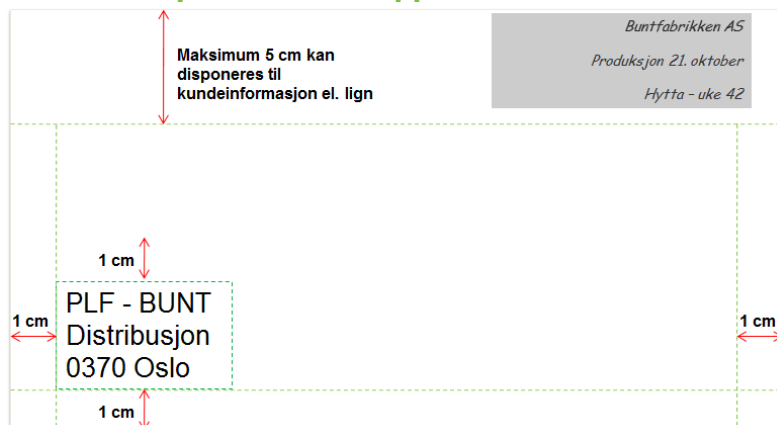 Maksimum 5 cm kan
disponeres til
kundeinformasjon el. lign
Buntfabrikken AS
Produksjon 21. oktober
Hytta – uke 42
1 cm
PLF - BUNT
Distribusjon
0370 Oslo
1 cm
1 cm
1 cm